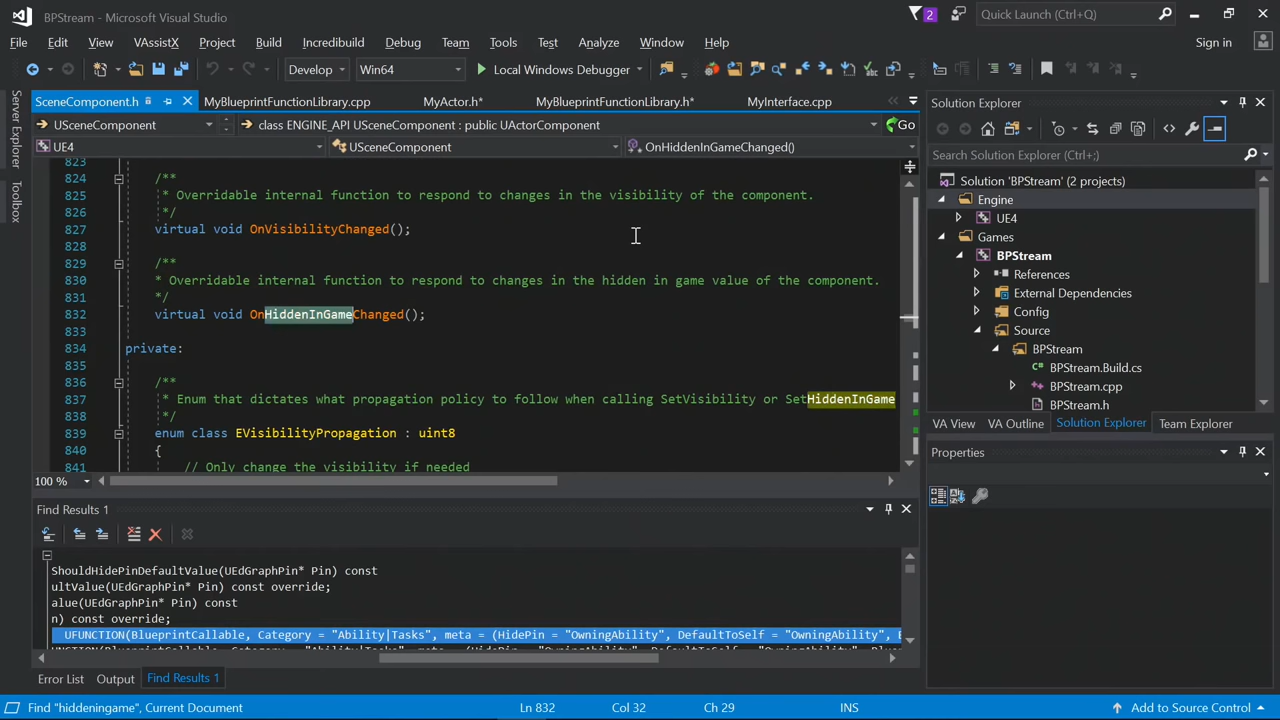 BPStream - Microsoft Visual Studio
2
Quick Launch (Ctrl+Q)
File Edit View VAssistX Project Build Incredibuild Debug Team Tools Test Analyze Window Help
Sign in
Develop Win64 Local Windows Debugger
Server Explorer
Toolbox
SceneComponent.h MyBlueprintFunctionLibrary.cpp MyActor.h* MyBlueprintFunctionLibrary.h* MyInterface.cpp
USceneComponent class ENGINE_API USceneComponent : public UActorComponent Go
UE4 USceneComponent OnHiddenInGameChanged()
823
824 /**
825 * Overridable internal function to respond to changes in the visibility of the component.
826 */
827 virtual void OnVisibilityChanged();
828
829 /**
830 * Overridable internal function to respond to changes in the hidden in game value of the component.
831 */
832 virtual void OnHiddenInGameChanged();
833
834 private:
835
836 /**
837 * Enum that dictates what propagation policy to follow when calling SetVisibility or SetHiddenInGame
838 */
839 enum class EVisibilityPropagation : uint8
840 {
841 // Only change the visibility if needed
100 %
Find Results 1
ShouldHidePinDefaultValue(UEdGraphPin* Pin) const
ultValue(UEdGraphPin* Pin) const override;
alue(UEdGraphPin* Pin) const
n) const override;
UFUNCTION(BlueprintCallable, Category = "Ability|Tasks", meta = (HidePin = "OwningAbility", DefaultToSelf = "OwningAbility",
Error List Output Find Results 1
Solution Explorer
Search Solution Explorer (Ctrl+;)
Solution 'BPStream' (2 projects)
Engine
UE4
Games
BPStream
References
External Dependencies
Config
Source
BPStream
BPStream.Build.cs
BPStream.cpp
BPStream.h
VA View VA Outline Solution Explorer Team Explorer
Properties
Find "hiddeningame", Current Document Ln 832 Col 32 Ch 29 INS Add to Source Control